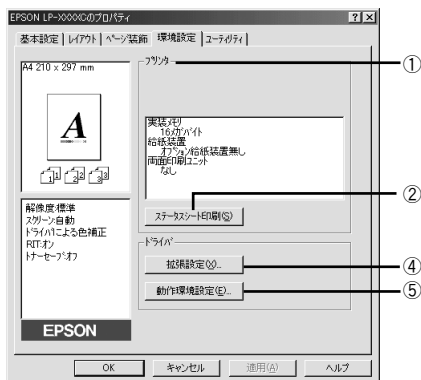 EPSON LP-XXXXCのプロパティ
基本設定 レイアウト ページ装飾 環境設定 ユーティリティ
A4 210 x 297 mm
A
1 2 3
解像度:標準
スクリーン:自動
ドライバによる色補正
RIT:オン
トナーセーブ:オフ
EPSON
プリンタ
実装メモリ
16メガバイト
給紙装置
オプション給紙装置無し
両面印刷ユニット
なし
ステータスシート印刷(S)
ドライバ
拡張設定(X)...
動作環境設定(E)...
OK キャンセル 適用(A) ヘルプ
①
②
④
⑤